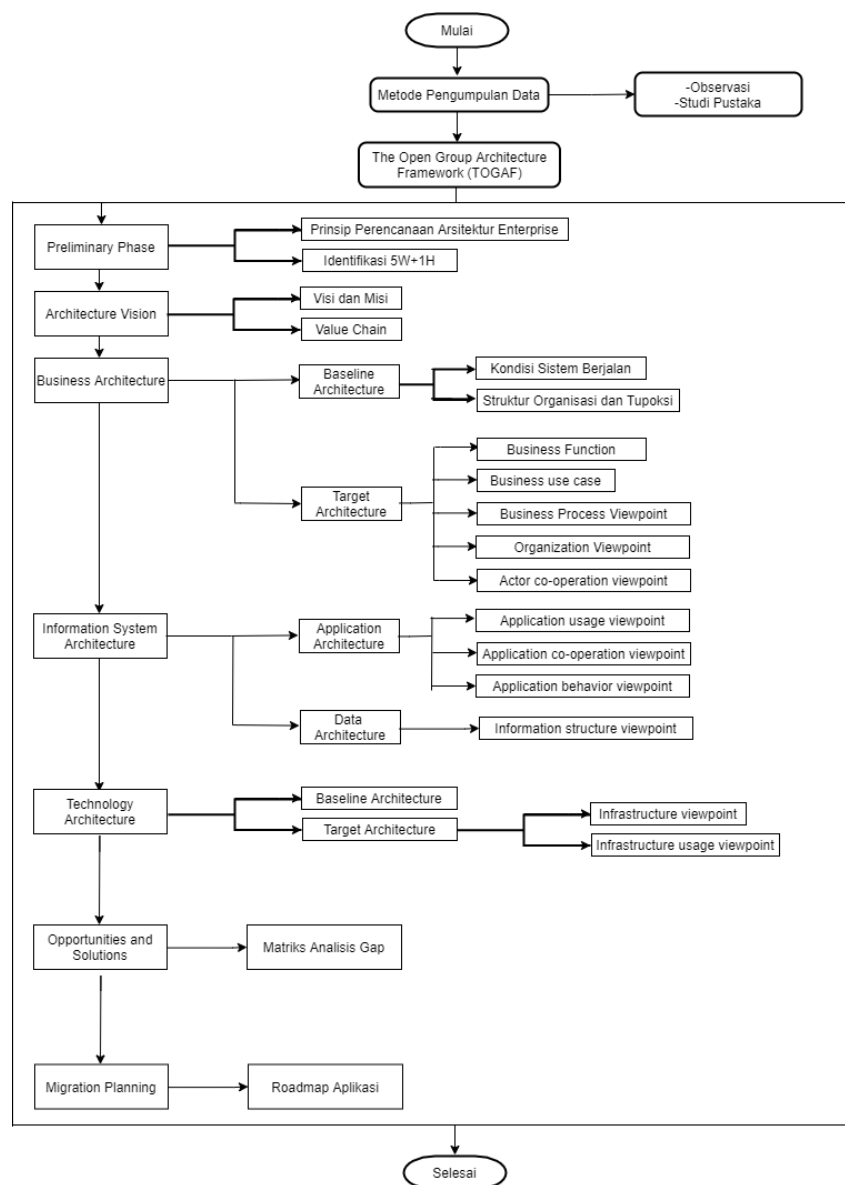 Mulai
Metode Pengumpulan Data
-Observasi
-Studi Pustaka
The Open Group Architecture
Framework (TOGAF)
Preliminary Phase
Prinsip Perencanaan Arsitektur Enterprise
Identifikasi 5W+1H
Architecture Vision
Visi dan Misi
Value Chain
Business Architecture
Baseline
Architecture
Kondisi Sistem Berjalan
Struktur Organisasi dan Tupoksi
Target
Architecture
Business Function
Business use case
Business Process Viewpoint
Organization Viewpoint
Actor co-operation viewpoint
Information System
Architecture
Application
Architecture
Application usage viewpoint
Application co-operation viewpoint
Application behavior viewpoint
Data
Architecture
Information structure viewpoint
Technology
Architecture
Baseline Architecture
Target Architecture
Infrastructure viewpoint
Infrastructure usage viewpoint
Opportunities and
Solutions
Matriks Analisis Gap
Migration Planning
Roadmap Aplikasi
Selesai